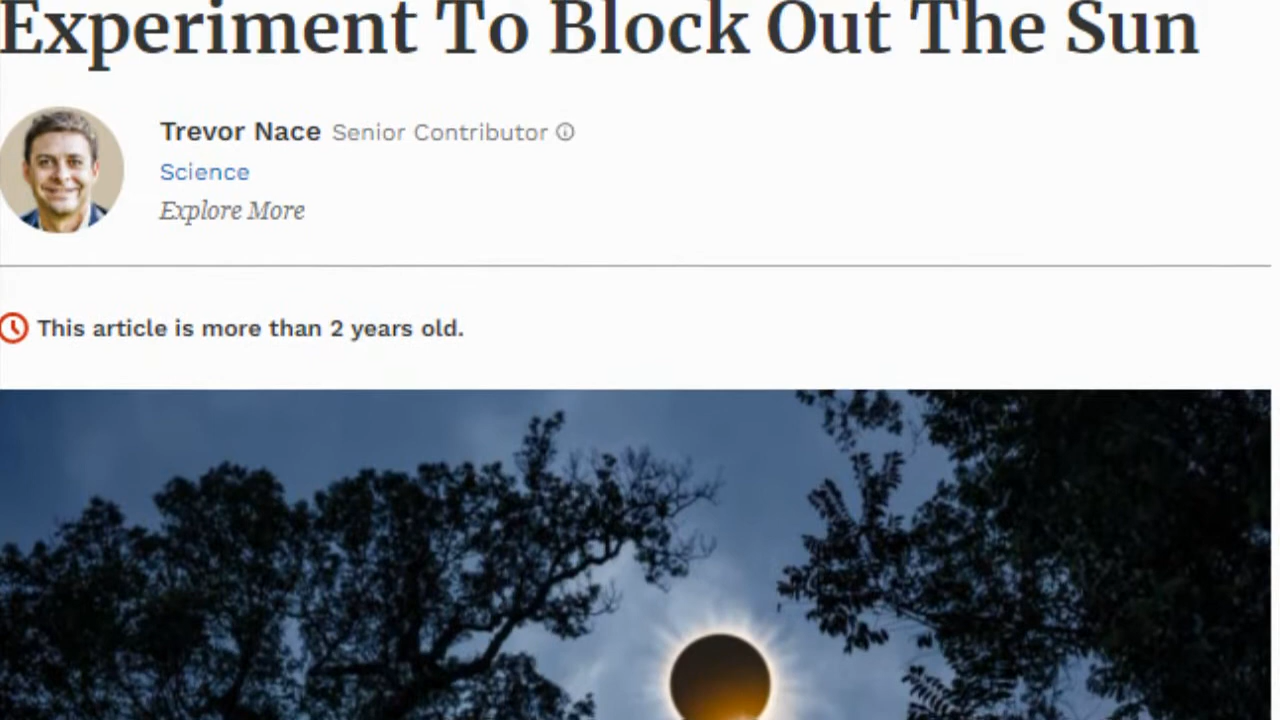 Experiment To Block Out The Sun
Trevor Nace Senior Contributor
Science
Explore More
This article is more than 2 years old.